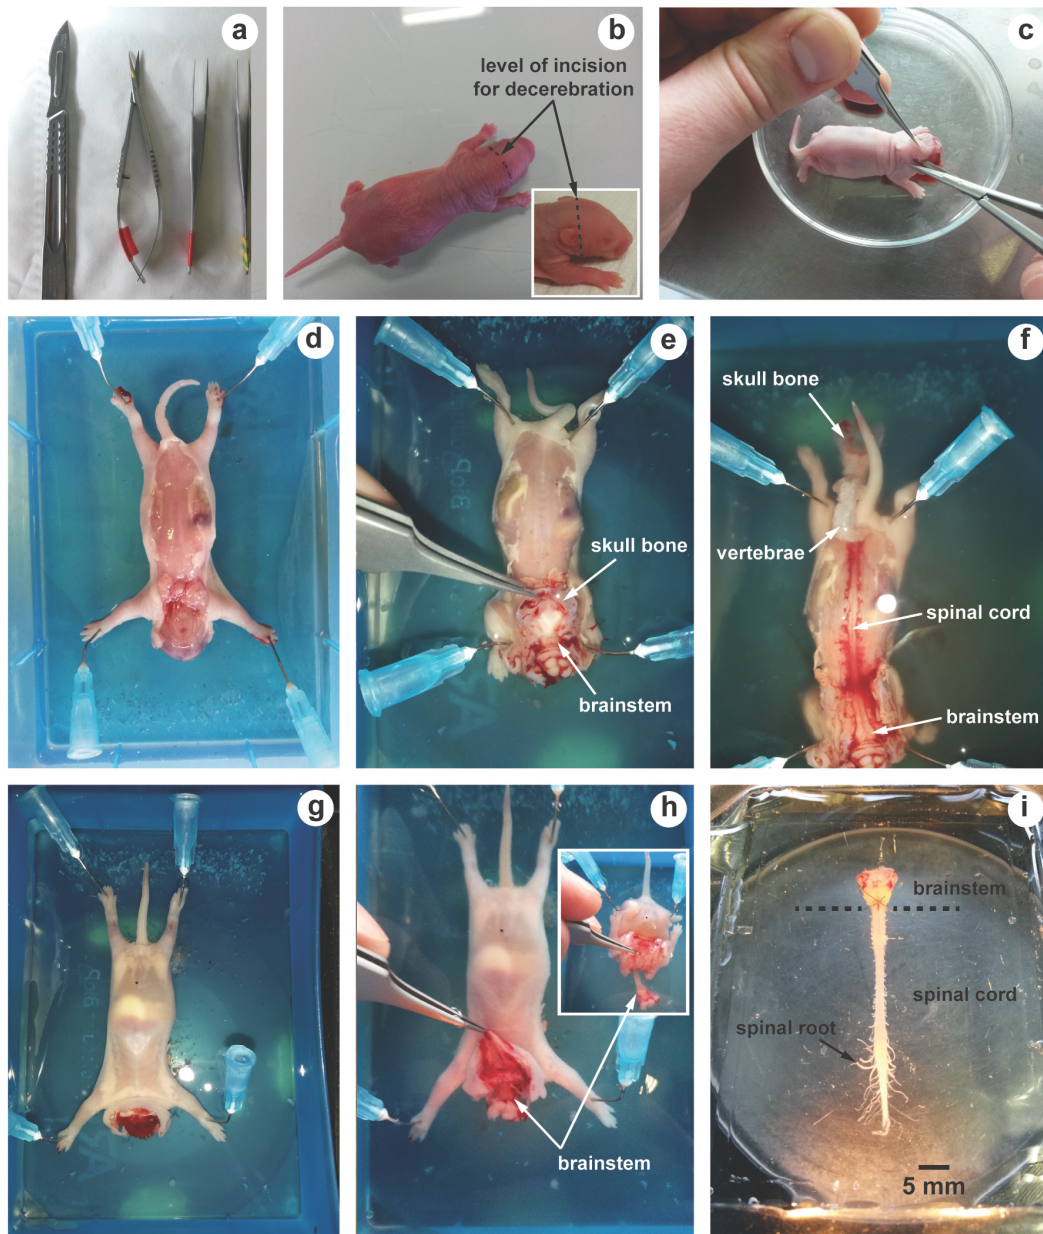 a
b
level of incision
for decerebration
c
d
e
skull bone
brainstem
f
skull bone
vertebrae
spinal cord
brainstem
g
h
brainstem
i
brainstem
spinal cord
spinal root
5 mm